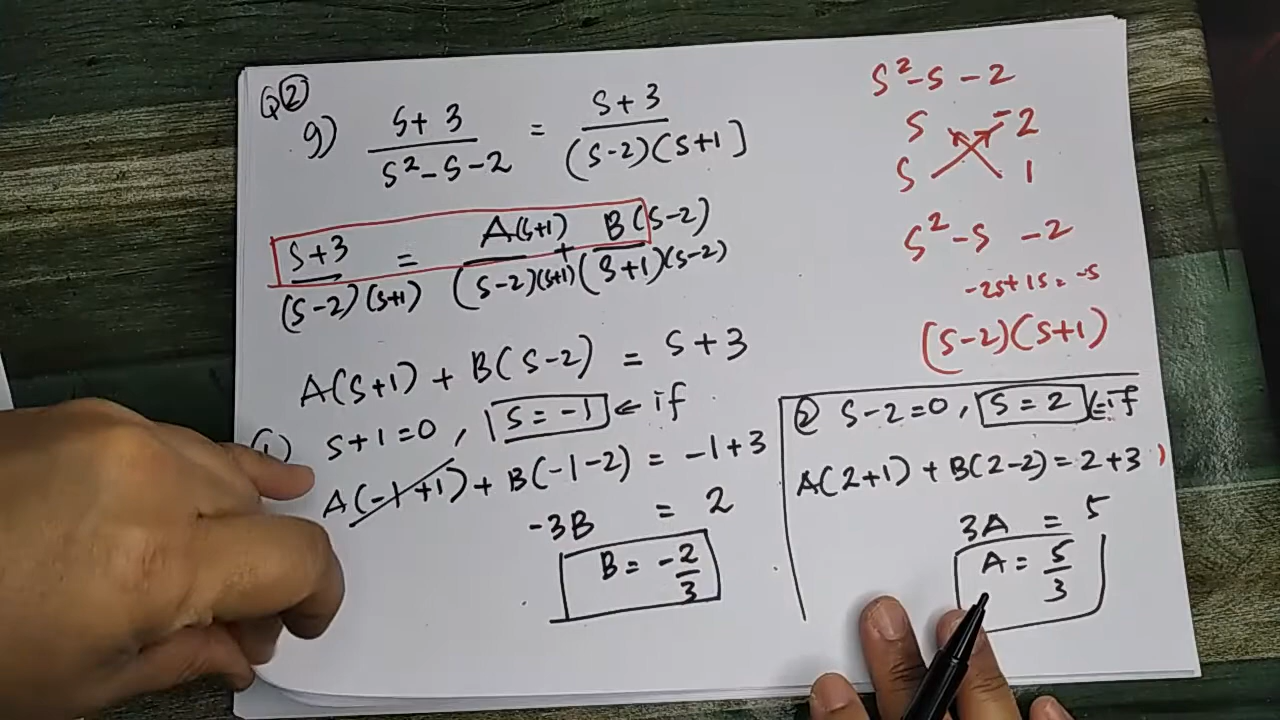 Q②
g) s+3/s²-s-2 = s+3/(s-2)(s+1)
s+3/(s-2)(s+1) = A(s+1)/(s-2)(s+1) + B(s-2)/(s+1)(s-2)
A(s+1) + B(s-2) = s+3
① s+1=0, s=-1 ⇐ if
A(-1+1) + B(-1-2) = -1+3
-3B = 2
B = -2/3
s²-s-2
s -2
s 1
s²-s -2
-2s+1s=-s
(s-2)(s+1)
② s-2=0, s=2 ⇐ if
A(2+1) + B(2-2) = 2+3
3A = 5
A = 5/3